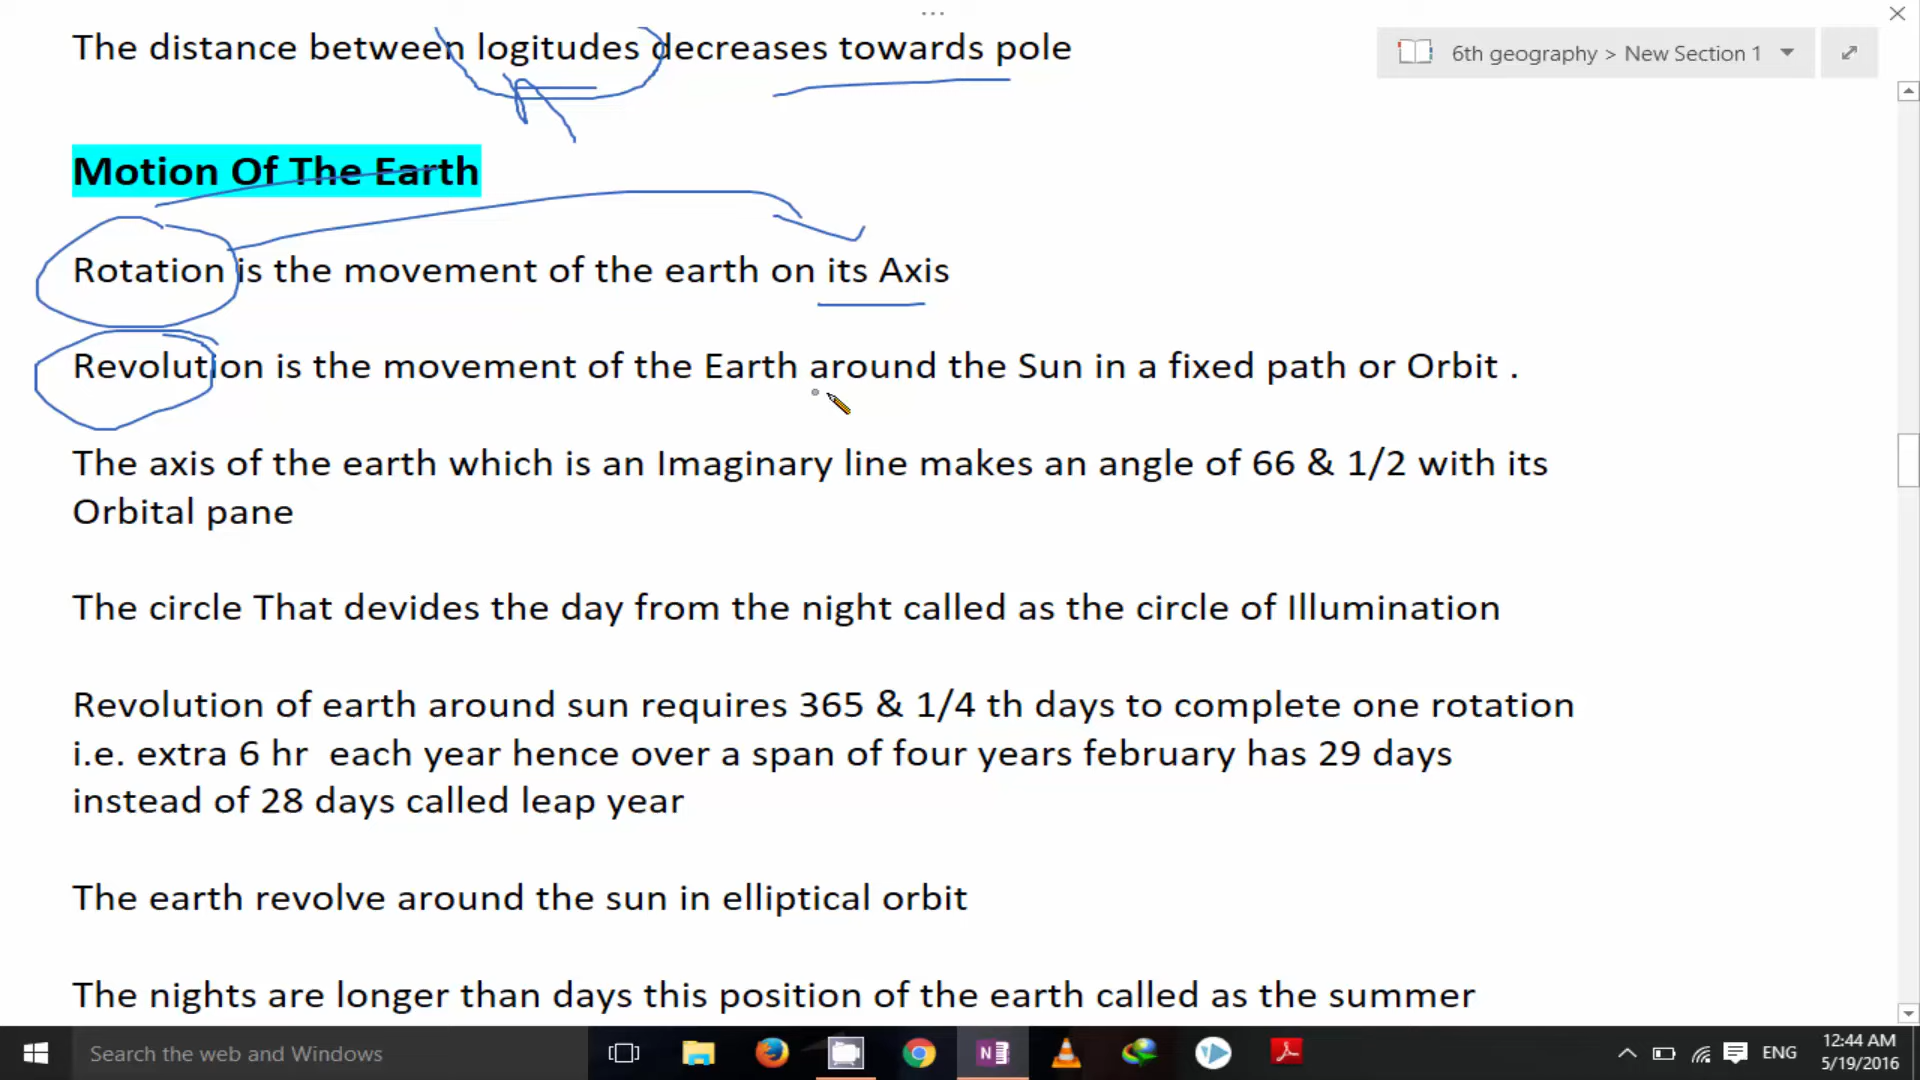 The distance between logitudes decreases towards pole
6th geography > New Section 1
Motion Of The Earth
Rotation is the movement of the earth on its Axis
Revolution is the movement of the Earth around the Sun in a fixed path or Orbit .
The axis of the earth which is an Imaginary line makes an angle of 66 & 1/2 with its
Orbital pane
The circle That devides the day from the night called as the circle of Illumination
Revolution of earth around sun requires 365 & 1/4 th days to complete one rotation
i.e. extra 6 hr  each year hence over a span of four years february has 29 days
instead of 28 days called leap year
The earth revolve around the sun in elliptical orbit
The nights are longer than days this position of the earth called as the summer
Search the web and Windows
ENG
12:44 AM
5/19/2016